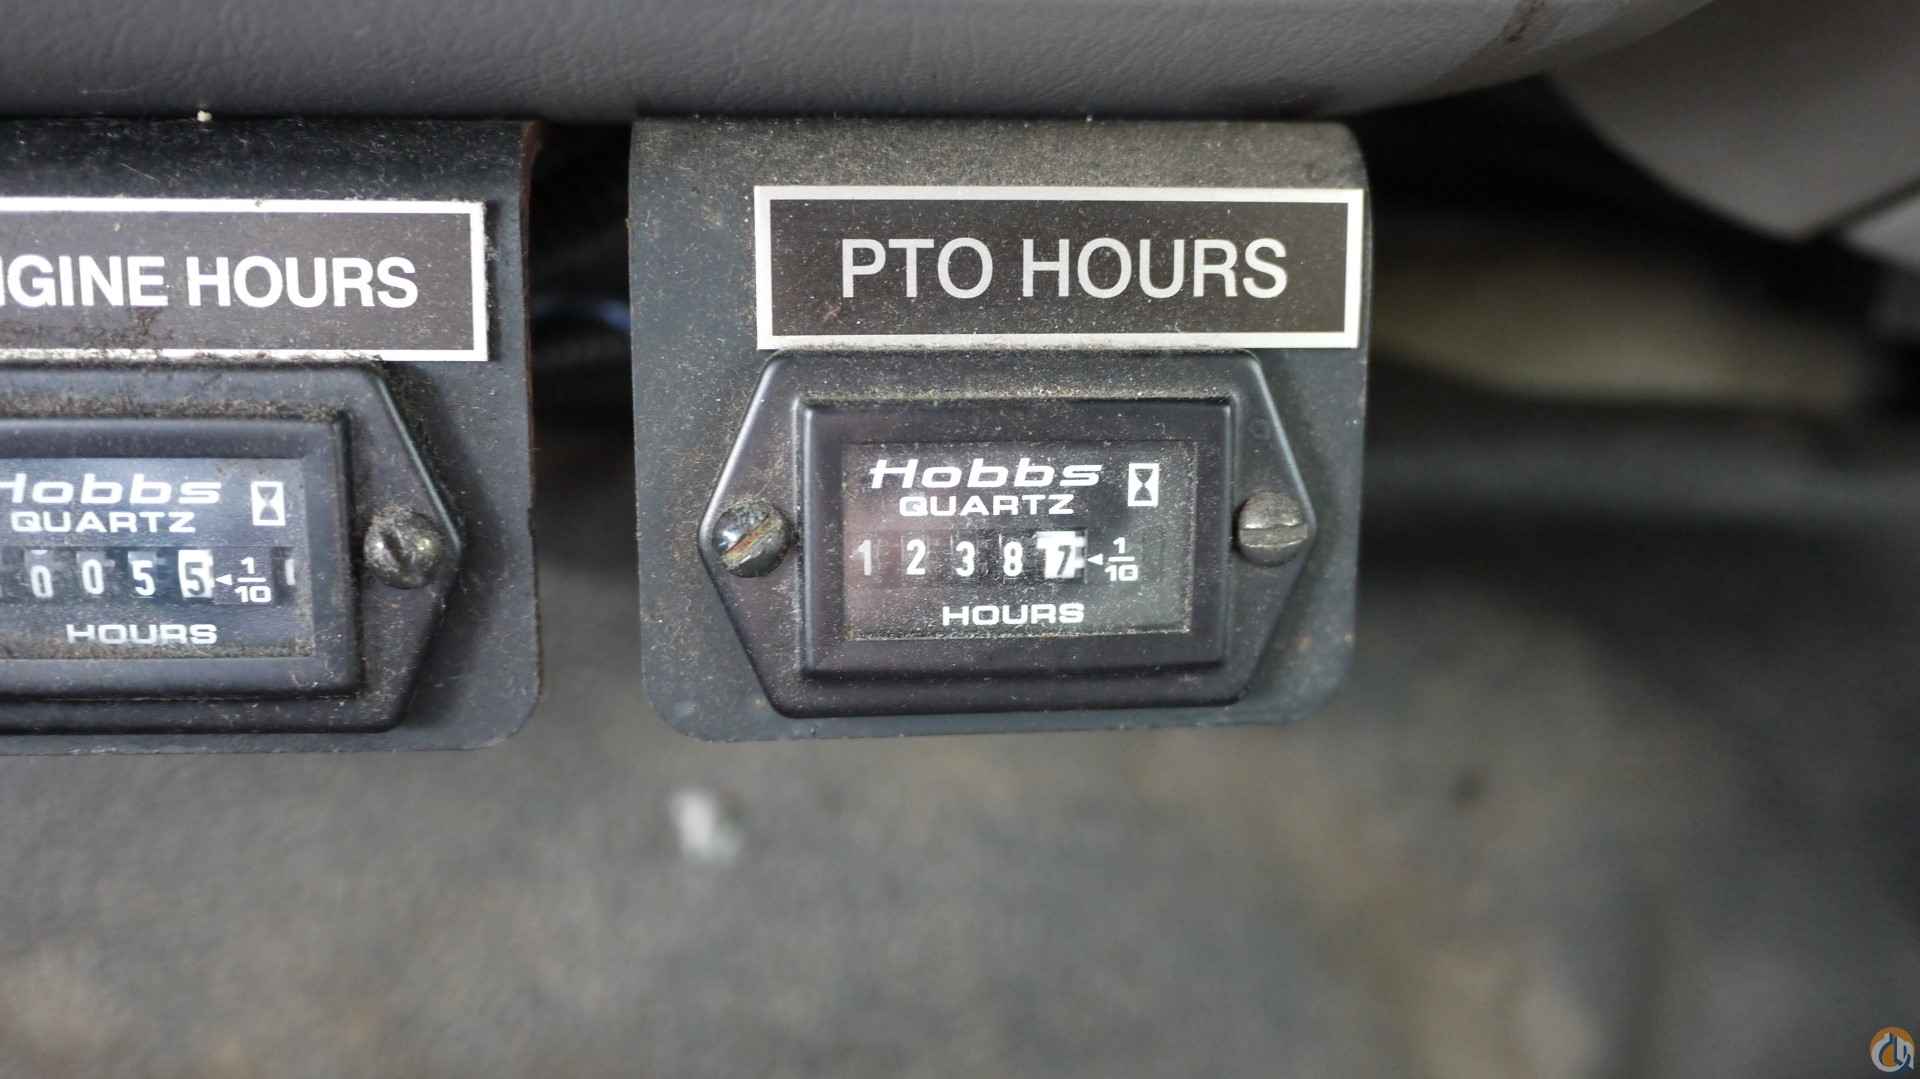 NGINE HOURS
Hobbs
QUARTZ
0 0 5 5 1/10
HOURS
PTO HOURS
Hobbs
QUARTZ
1 2 3 8 7 1/10
HOURS